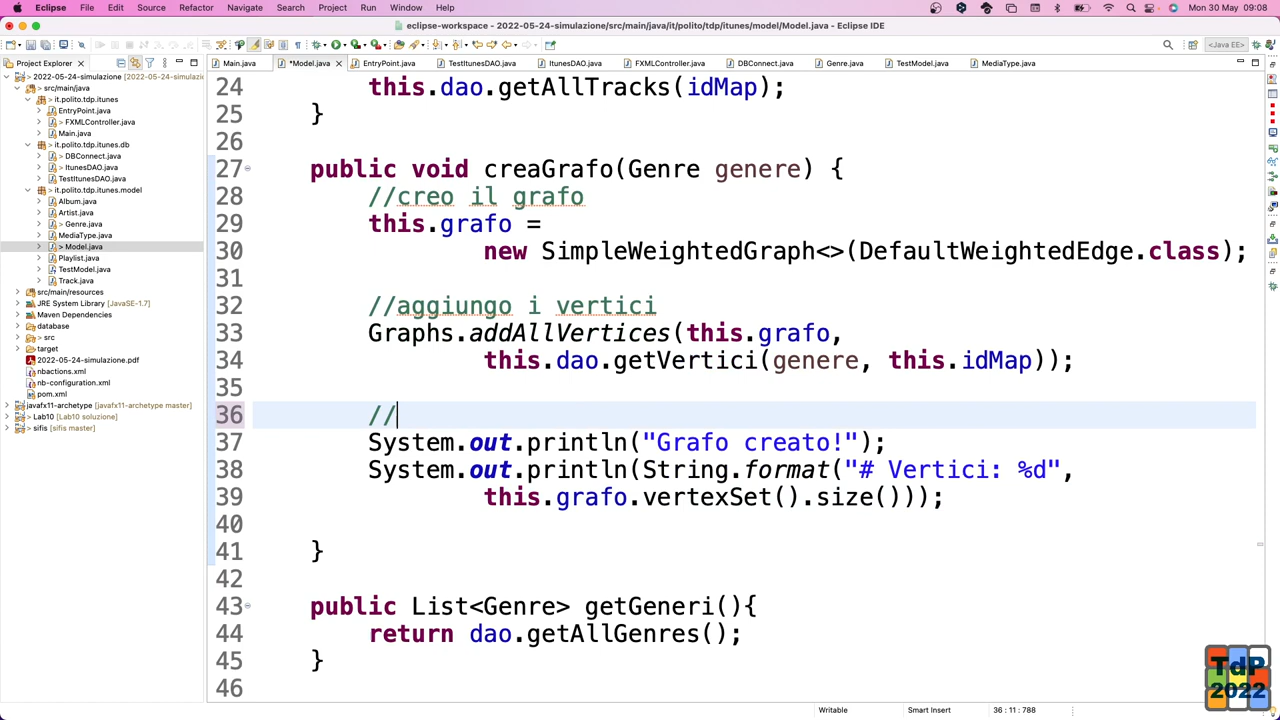 Eclipse File Edit Source Refactor Navigate Search Project Run Window Help Mon 30 May 09:08
eclipse-workspace - 2022-05-24-simulazione/src/main/java/it/polito/tdp/itunes/model/Model.java - Eclipse IDE
<Java EE>
Project Explorer
Main.java *Model.java EntryPoint.java TestItunesDAO.java ItunesDAO.java FXMLController.java DBConnect.java Genre.java TestModel.java MediaType.java
2022-05-24-simulazione [2022-05-24-simulazi
src/main/java
it.polito.tdp.itunes
EntryPoint.java
> FXMLController.java
Main.java
it.polito.tdp.itunes.db
> DBConnect.java
> ItunesDAO.java
TestItunesDAO.java
> it.polito.tdp.itunes.model
Album.java
Artist.java
> Genre.java
MediaType.java
> Model.java
Playlist.java
TestModel.java
Track.java
src/main/resources
JRE System Library [JavaSE-1.7]
Maven Dependencies
database
> src
target
2022-05-24-simulazione.pdf
nbactions.xml
nb-configuration.xml
pom.xml
javafx11-archetype [javafx11-archetype master]
> Lab10 [Lab10 soluzione]
> sifis [sifis master]
24 this.dao.getAllTracks(idMap);
25 }
26
27 public void creaGrafo(Genre genere) {
28 //creo il grafo
29 this.grafo =
30 new SimpleWeightedGraph<>(DefaultWeightedEdge.class);
31
32 //aggiungo i vertici
33 Graphs.addAllVertices(this.grafo,
34 this.dao.getVertici(genere, this.idMap));
35
36 //
37 System.out.println("Grafo creato!");
38 System.out.println(String.format("# Vertici: %d",
39 this.grafo.vertexSet().size()));
40
41 }
42
43 public List<Genre> getGeneri(){
44 return dao.getAllGenres();
45 }
46
Writable Smart Insert 36 : 11 : 788
TdP
2022